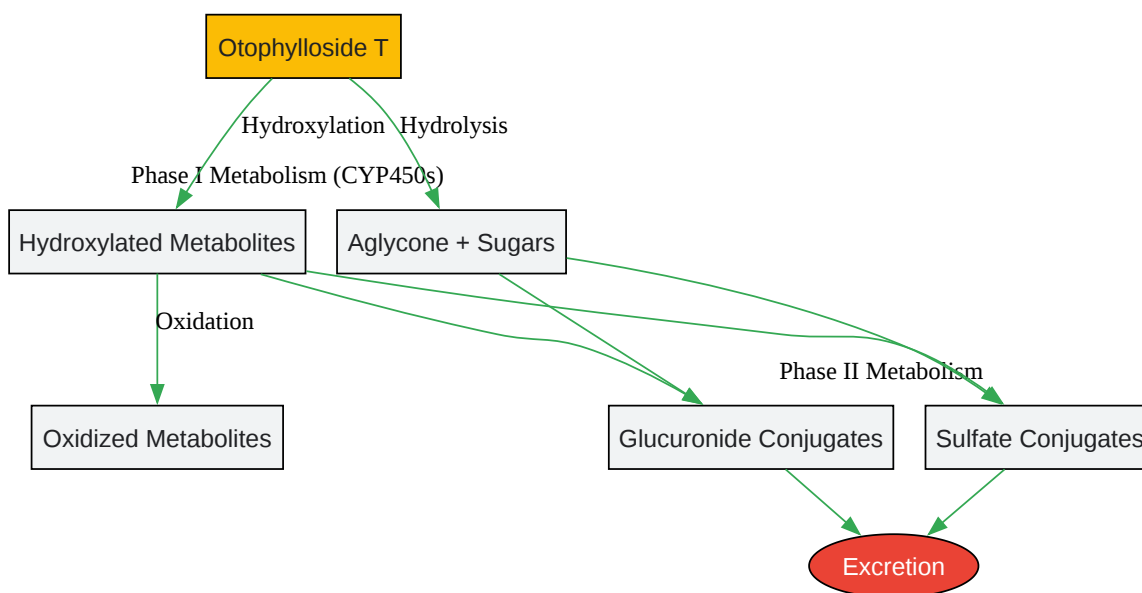 Otophylloside T
Hydroxylation
Hydrolysis
Phase I Metabolism (CYP450s)
Hydroxylated Metabolites
Aglycone + Sugars
Oxidation
Phase II Metabolism
Oxidized Metabolites
Glucuronide Conjugates
Sulfate Conjugates
Excretion